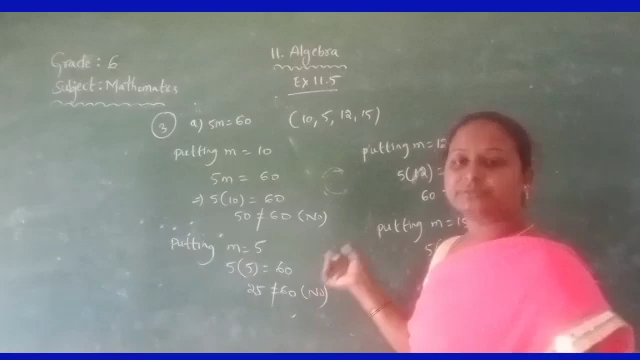 11. Algebra
Grade : 6
Subject : Mathematics
Ex 11.5
③ a) 5m = 60 (10, 5, 12, 15)
putting m = 10
5m = 60
⇒ 5(10) = 60
50 ≠ 60 (No)
putting m = 5
5(5) = 60
25 ≠ 60 (No)
putting m = 12
5(12) =
60
putting m = 15